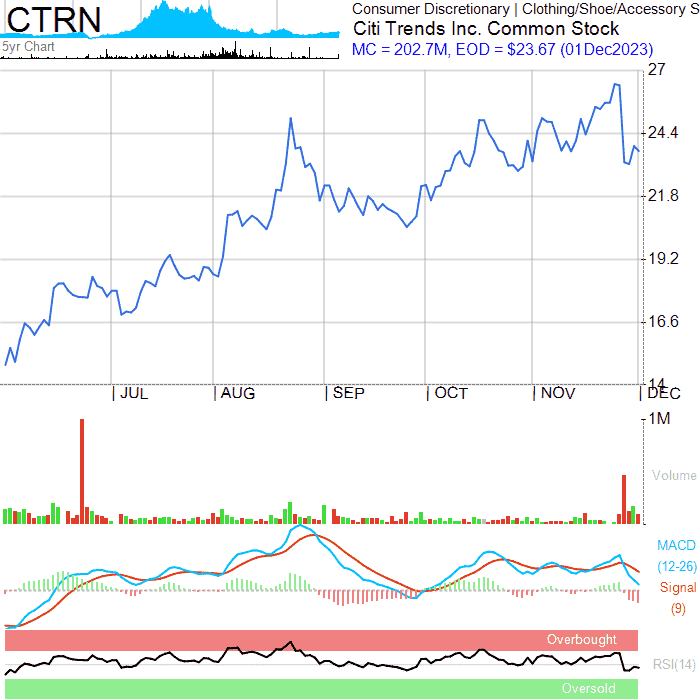 CTRN
Consumer Discretionary | Clothing/Shoe/Accessory S
Citi Trends Inc. Common Stock
MC = 202.7M, EOD = $23.67 (01Dec2023)
5yr Chart
27
24.4
21.8
19.2
16.6
14
JUL
AUG
SEP
OCT
NOV
DEC
1M
Volume
MACD
(12-26)
Signal
(9)
Overbought
RSI(14)
Oversold